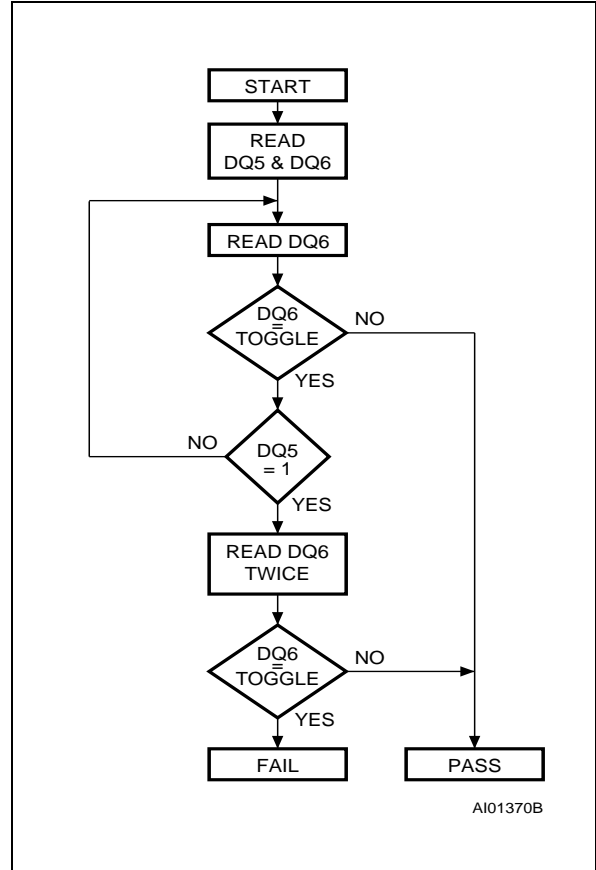 START
READ
DQ5 & DQ6
READ DQ6
DQ6
=
TOGGLE
NO
YES
NO
DQ5
= 1
YES
READ DQ6
TWICE
DQ6
=
TOGGLE
NO
YES
FAIL
PASS
AI01370B